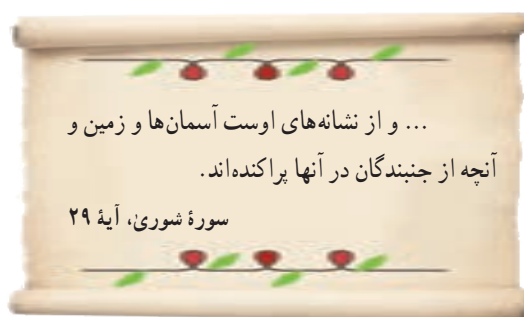 ... و از نشانه‌های اوست آسمان‌ها و زمین و
آنچه از جنبندگان در آنها پراکنده‌اند.
سورهٔ شوریٰ، آیهٔ ۲۹